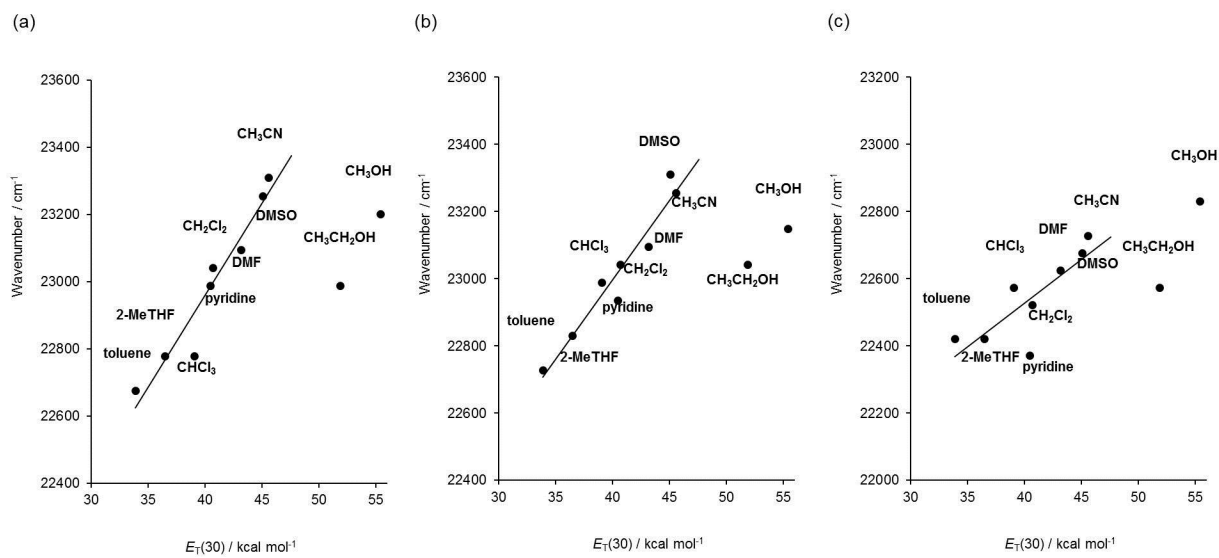 (a)
23600
23400
23200
23000
22800
22600
22400
30 35 40 45 50 55
Wavenumber / cm⁻¹
E_T(30) / kcal mol⁻¹
CH₃CN
CH₃OH
CH₂Cl₂
DMSO
CH₃CH₂OH
DMF
pyridine
2-MeTHF
toluene
CHCl₃
(b)
23600
23400
23200
23000
22800
22600
22400
30 35 40 45 50 55
Wavenumber / cm⁻¹
E_T(30) / kcal mol⁻¹
DMSO
CH₃OH
CH₃CN
DMF
CHCl₃
CH₂Cl₂
CH₃CH₂OH
pyridine
toluene
2-MeTHF
(c)
23200
23000
22800
22600
22400
22200
22000
30 35 40 45 50 55
Wavenumber / cm⁻¹
E_T(30) / kcal mol⁻¹
CH₃OH
CH₃CN
DMF
CHCl₃
CH₃CH₂OH
DMSO
toluene
CH₂Cl₂
2-MeTHF
pyridine